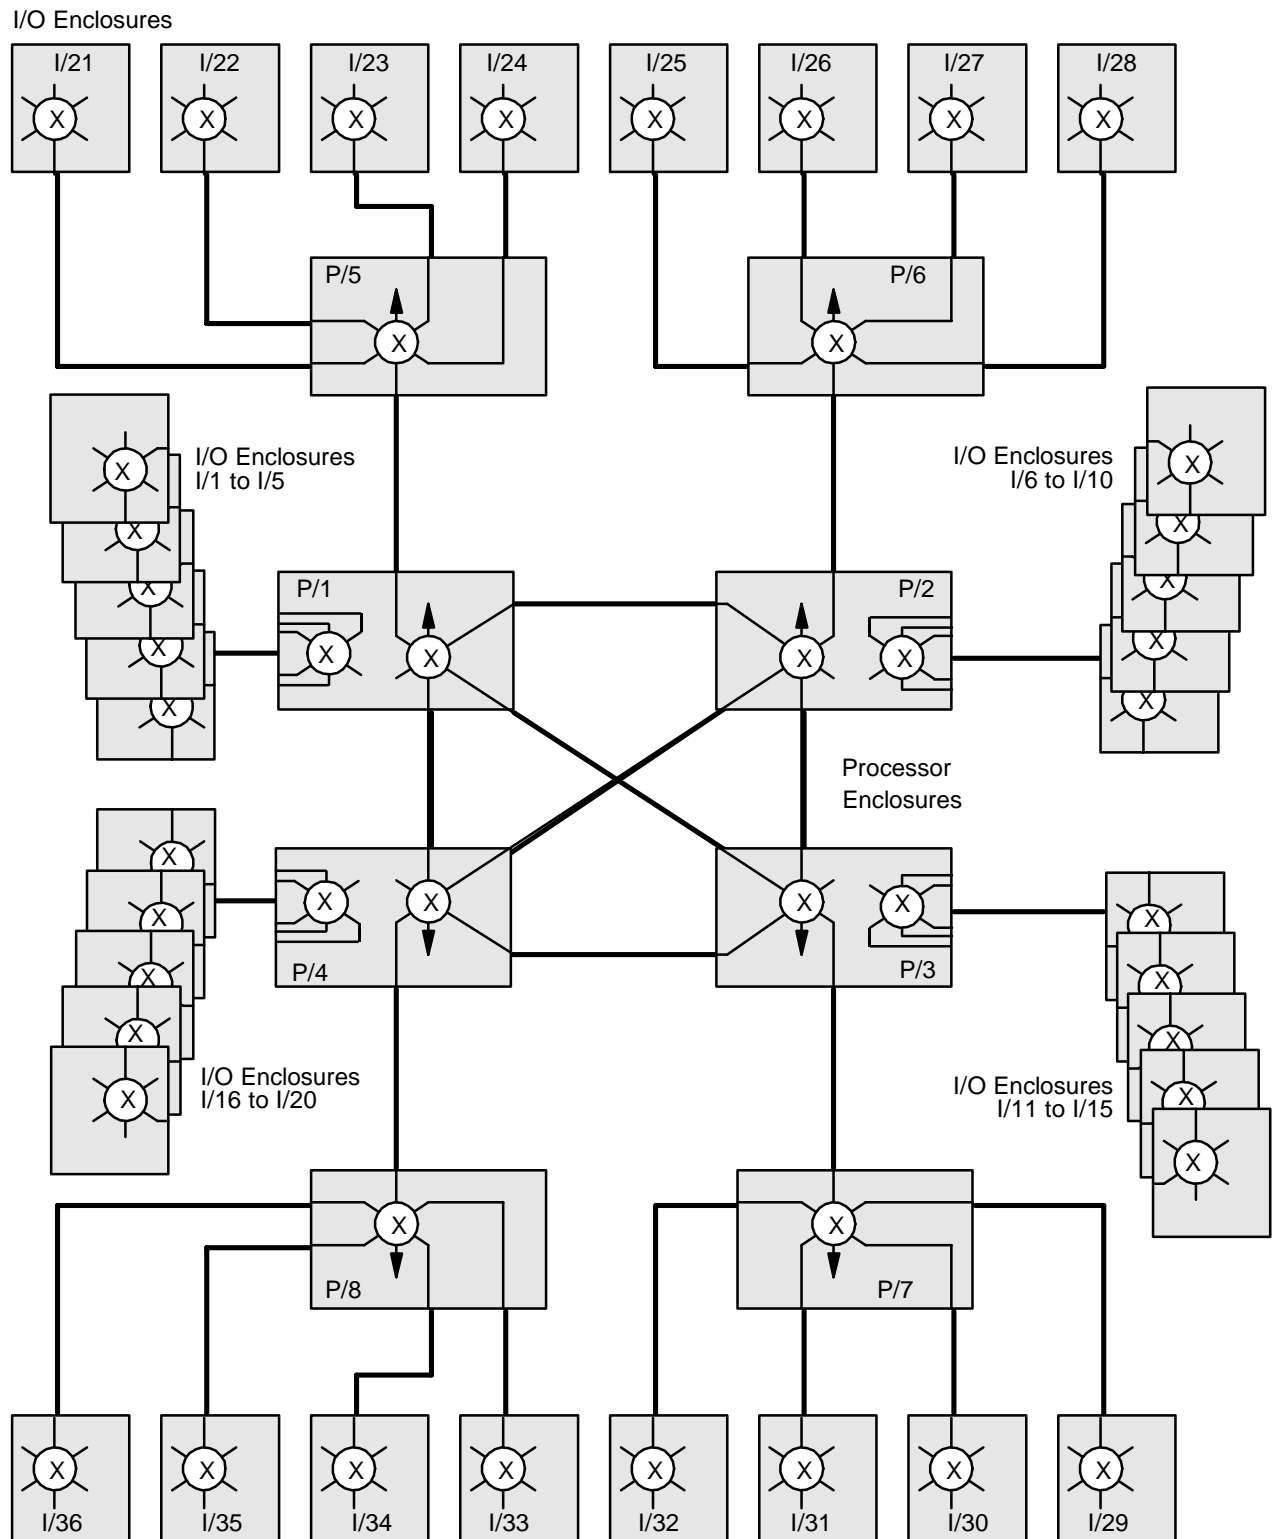 I/O Enclosures
I/21 I/22 I/23 I/24 I/25 I/26 I/27 I/28
X X X X X X X X
P/5 P/6
X X
I/O Enclosures
I/1 to I/5
I/O Enclosures
I/6 to I/10
X X X X X
X X X X X
P/1 P/2
X X X X
Processor
Enclosures
X X X X
P/4 P/3
X X X X X
X X X X X
I/O Enclosures
I/16 to I/20
I/O Enclosures
I/11 to I/15
X X
P/8 P/7
X X X X X X X X
I/36 I/35 I/34 I/33 I/32 I/31 I/30 I/29